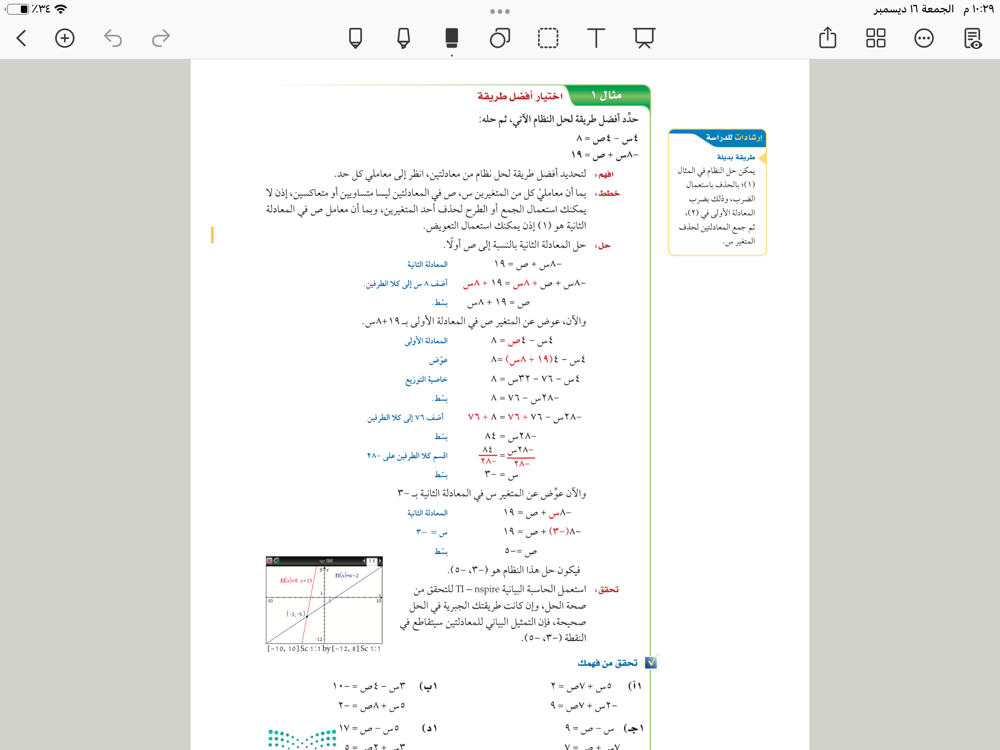 ١٠:٢٩ م الجمعة ١٦ ديسمبر
٪٣٤
مثال ١ اختيار أفضل طريقة
حدِّد أفضل طريقة لحل النظام الآتي، ثم حله:
٤س – ٤ص = ٨
–٨س + ص = ١٩
افهم: لتحديد أفضل طريقة لحل نظام من معادلتين، انظر إلى معاملي كل حد.
خطط: بما أن معامليْ كل من المتغيرين س، ص في المعادلتين ليسا متساويين أو متعاكسين، إذن لا
يمكنك استعمال الجمع أو الطرح لحذف أحد المتغيرين، وبما أن معامل ص في المعادلة
الثانية هو (١) إذن يمكنك استعمال التعويض.
حل: حل المعادلة الثانية بالنسبة إلى ص أولًا.
–٨س + ص = ١٩ المعادلة الثانية
–٨س + ص + ٨س = ١٩ + ٨س أضف ٨ س إلى كلا الطرفين.
ص = ١٩ + ٨س بسّط.
والآن، عوض عن المتغير ص في المعادلة الأولى بـ ١٩+٨س.
٤س – ٤ص = ٨ المعادلة الأولى
٤س – ٤(١٩ + ٨س) =٨ عوّض
٤س – ٧٦ – ٣٢س = ٨ خاصية التوزيع
–٢٨س – ٧٦ = ٨ بسّط.
–٢٨س – ٧٦ + ٧٦ = ٨ + ٧٦ أضف ٧٦ إلى كلا الطرفين
–٢٨س = ٨٤ بسّط
–٢٨س/–٢٨ = ٨٤/–٢٨ اقسم كلا الطرفين على –٢٨
س = –٣ بسّط
والآن عوِّض عن المتغير س في المعادلة الثانية بـ –٣
–٨س + ص = ١٩ المعادلة الثانية
–٨(–٣) + ص = ١٩ س = –٣
ص =–٥ بسّط
فيكون حل هذا النظام هو (–٣، –٥).
تحقق: استعمل الحاسبة البيانية TI – nspire للتحقق من
صحة الحل، وإن كانت طريقتك الجبرية في الحل
صحيحة، فإن التمثيل البياني للمعادلتين سيتقاطع في
النقطة (–٣، –٥).
1.1 186
8 y
f1(x)=x-2
f2(x)=8·x+19
1
x
-10 1 10
(-3,-5)
-12
[–10, 10] Sc 1:1 by [–12, 8] Sc 1:1
إرشادات للدراسة
طريقة بديلة
يمكن حل النظام في المثال
(١)؛ بالحذف باستعمال
الضرب، وذلك بضرب
المعادلة الأولى في (٢)،
ثم جمع المعادلتين لحذف
المتغير س.
تحقق من فهمك
١أ) ٥س + ٧ص = ٢
–٢س + ٧ص = ٩
١ب) ٣س – ٤ص = –١٠
٥س + ٨ص = –٢
١جـ) س – ص = ٩
٧س + ص = ٧
١د) ٥س – ص = ١٧
٣س + ٢ص = ٥